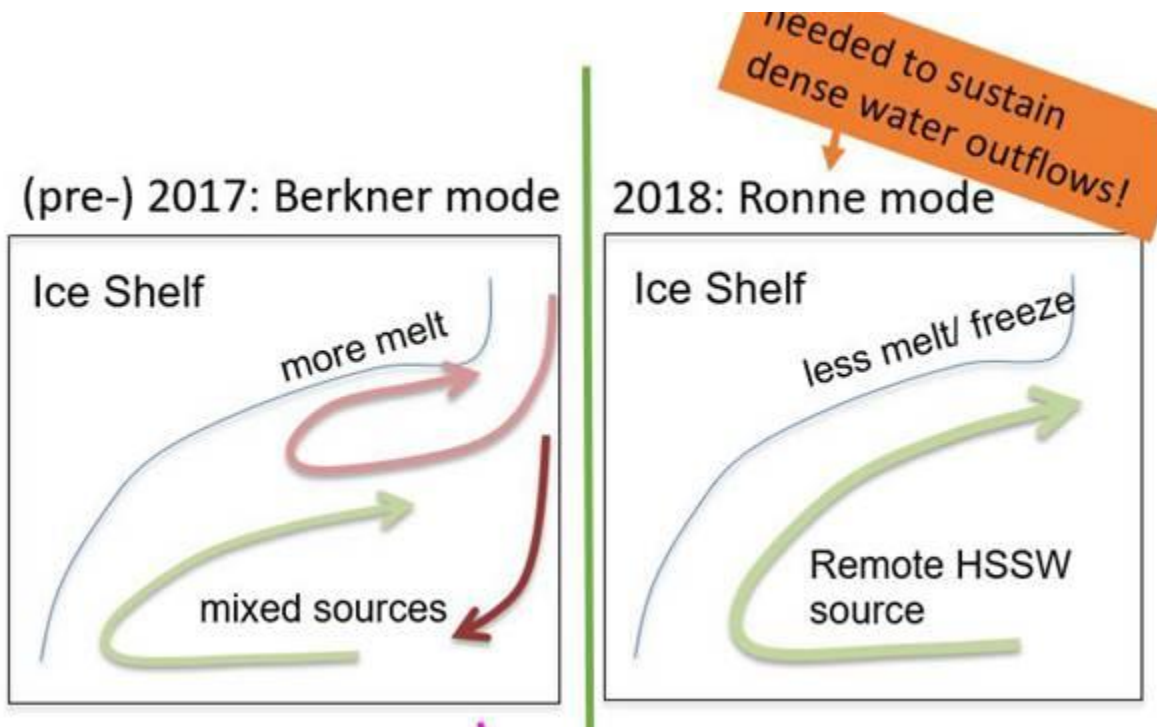 needed to sustain
dense water outflows!
(pre-) 2017: Berkner mode
2018: Ronne mode
Ice Shelf
more melt
mixed sources
Ice Shelf
less melt/ freeze
Remote HSSW
source